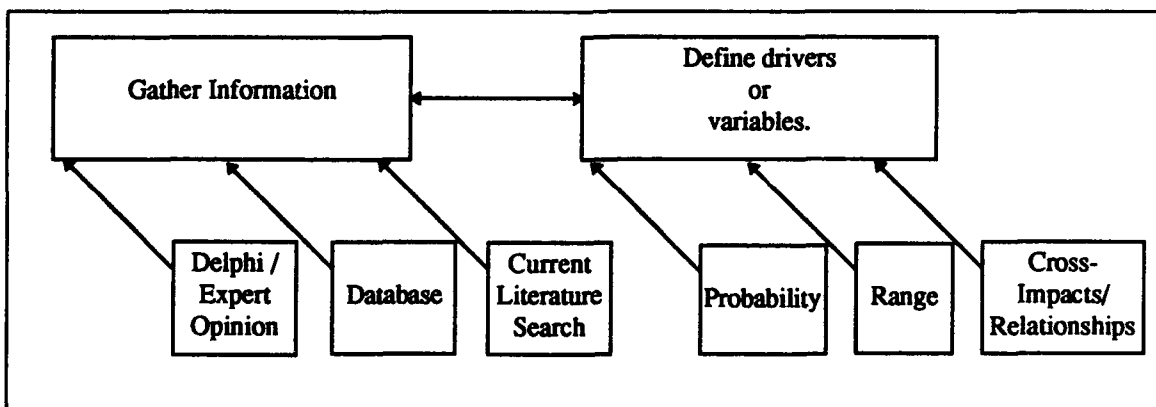 Gather Information
Define drivers
or
variables.
Delphi /
Expert
Opinion
Database
Current
Literature
Search
Probability
Range
Cross-
Impacts/
Relationships